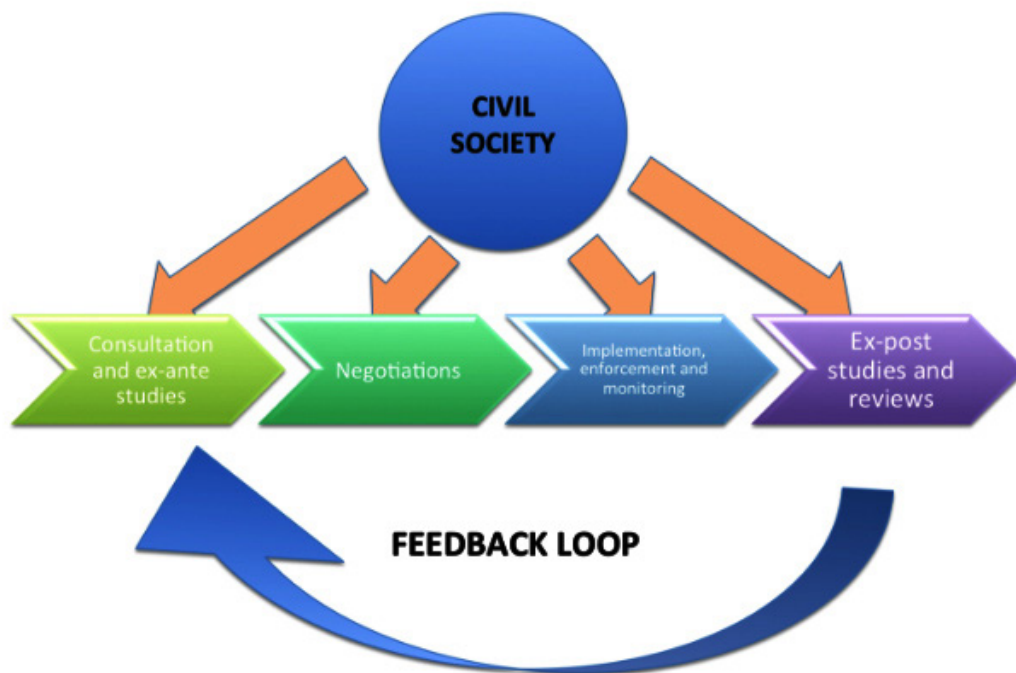 CIVIL
SOCIETY
Consultation
and ex-ante
studies
Negotiations
Implementation,
enforcement and
monitoring
Ex-post
studies and
reviews
FEEDBACK LOOP